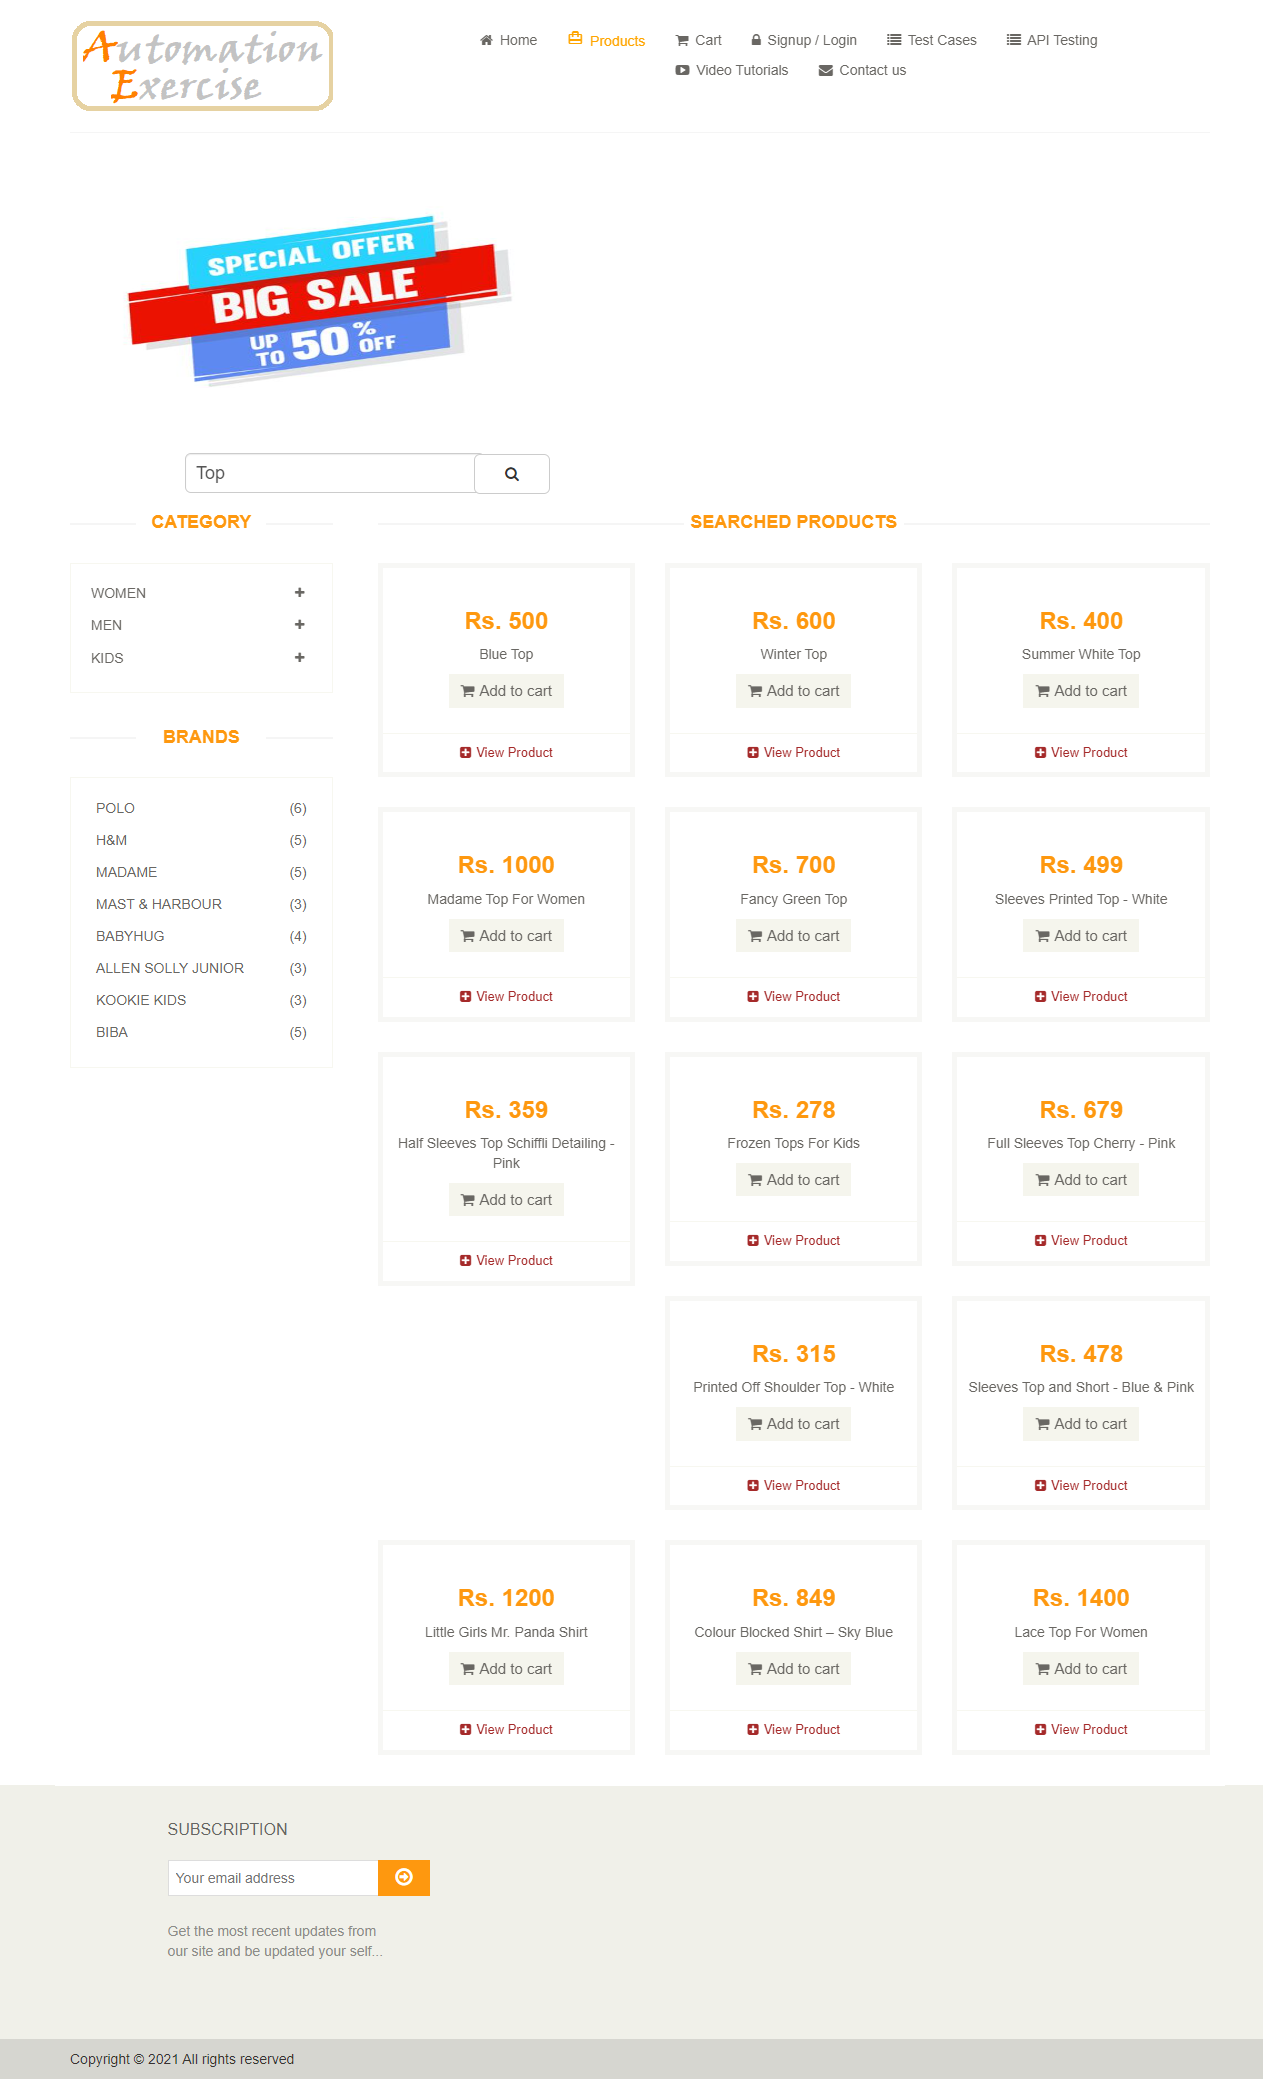 Automation
Exercise
Home
Products
Cart
Signup / Login
Test Cases
API Testing
Video Tutorials
Contact us
SPECIAL OFFER
BIG SALE
UP TO 50% OFF
Top
CATEGORY
WOMEN
MEN
KIDS
BRANDS
POLO (6)
H&M (5)
MADAME (5)
MAST & HARBOUR (3)
BABYHUG (4)
ALLEN SOLLY JUNIOR (3)
KOOKIE KIDS (3)
BIBA (5)
SEARCHED PRODUCTS
Rs. 500
Blue Top
Add to cart
View Product
Rs. 600
Winter Top
Add to cart
View Product
Rs. 400
Summer White Top
Add to cart
View Product
Rs. 1000
Madame Top For Women
Add to cart
View Product
Rs. 700
Fancy Green Top
Add to cart
View Product
Rs. 499
Sleeves Printed Top - White
Add to cart
View Product
Rs. 359
Half Sleeves Top Schiffli Detailing -
Pink
Add to cart
View Product
Rs. 278
Frozen Tops For Kids
Add to cart
View Product
Rs. 679
Full Sleeves Top Cherry - Pink
Add to cart
View Product
Rs. 315
Printed Off Shoulder Top - White
Add to cart
View Product
Rs. 478
Sleeves Top and Short - Blue & Pink
Add to cart
View Product
Rs. 1200
Little Girls Mr. Panda Shirt
Add to cart
View Product
Rs. 849
Colour Blocked Shirt – Sky Blue
Add to cart
View Product
Rs. 1400
Lace Top For Women
Add to cart
View Product
SUBSCRIPTION
Your email address
Get the most recent updates from
our site and be updated your self...
Copyright © 2021 All rights reserved